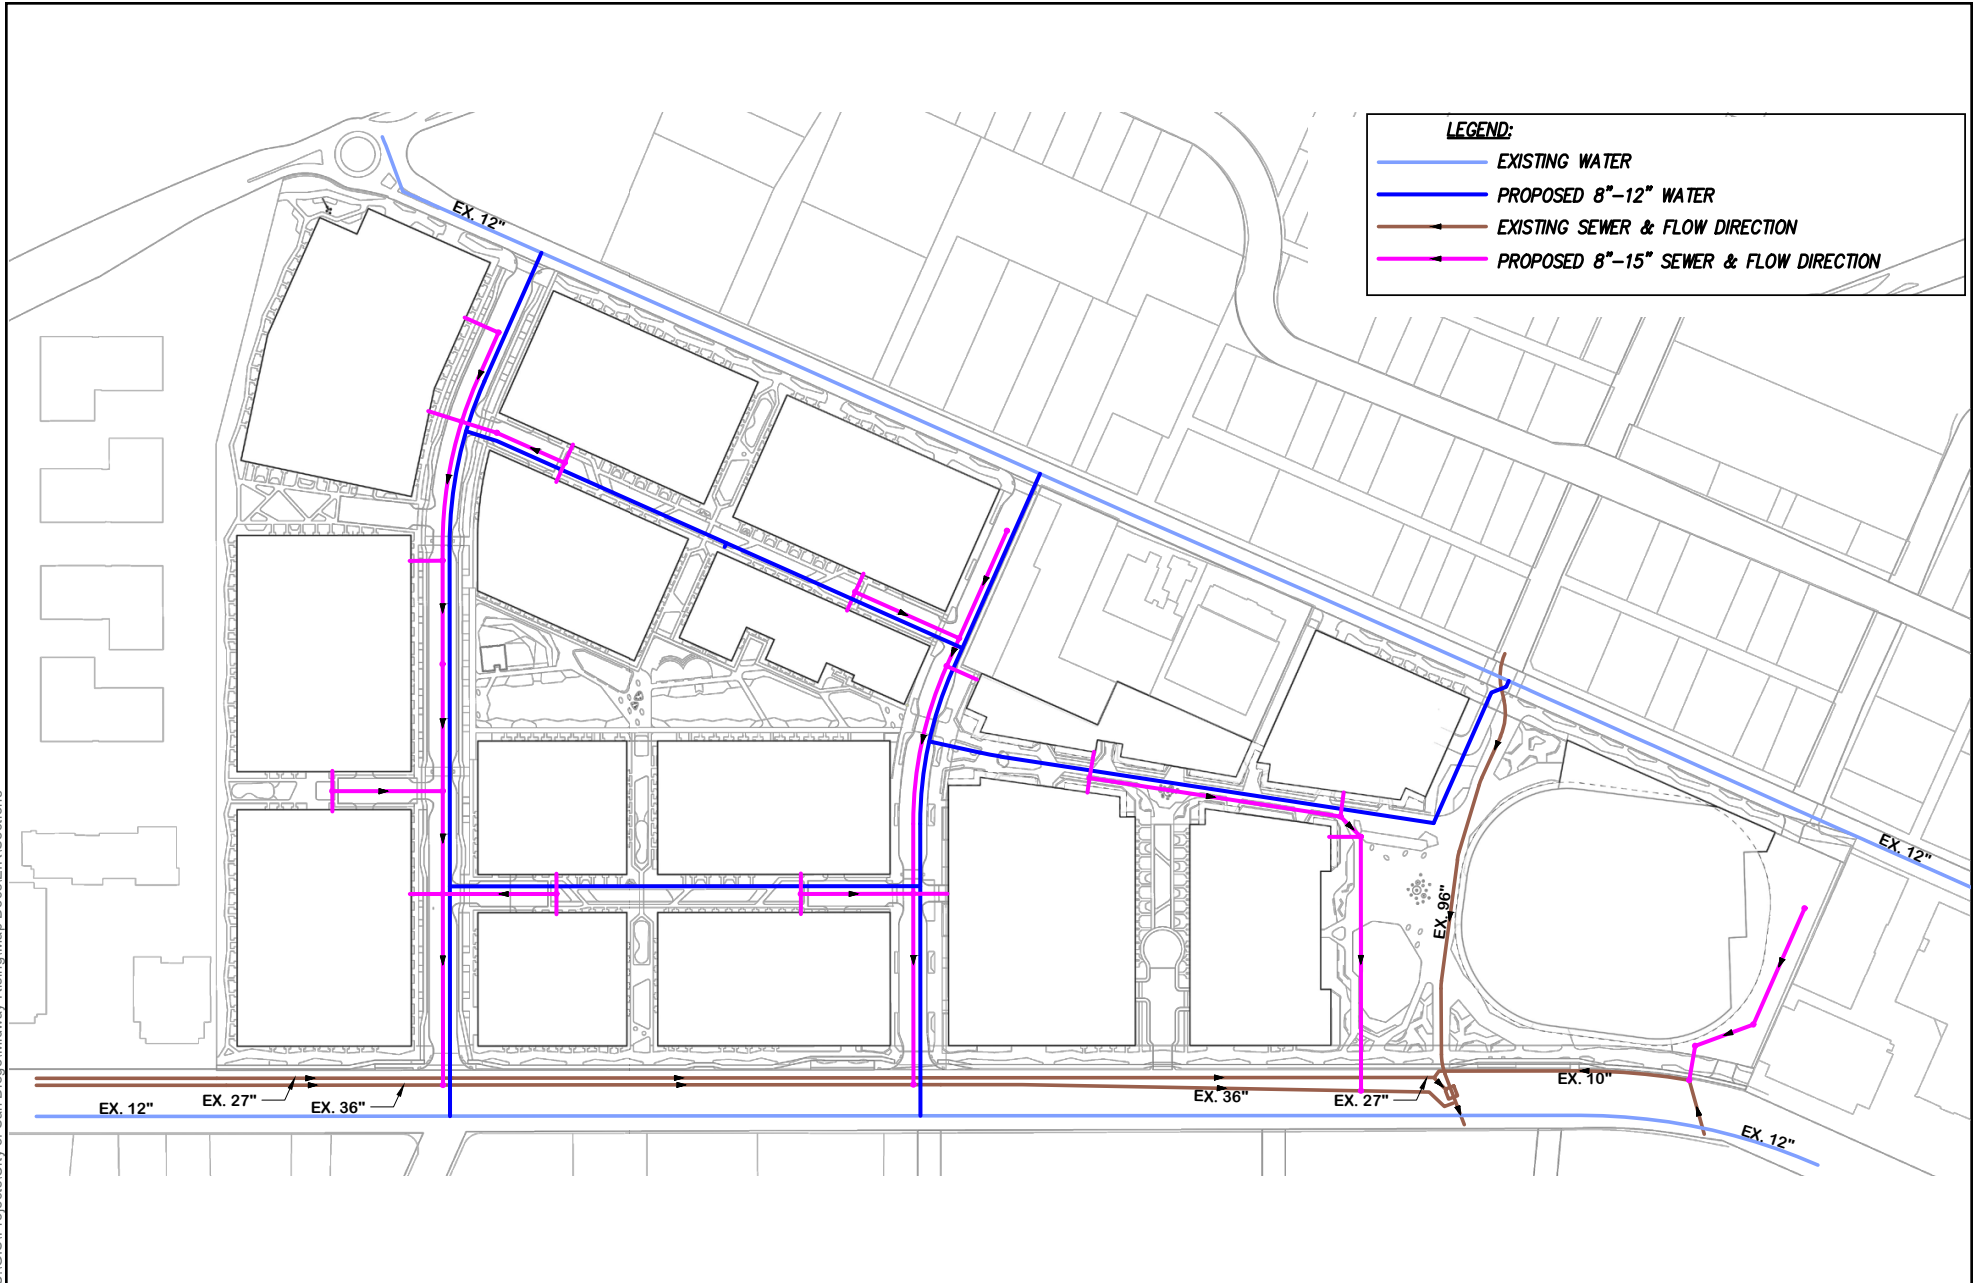 LEGEND:
EXISTING WATER
PROPOSED 8"-12" WATER
EXISTING SEWER & FLOW DIRECTION
PROPOSED 8"-15" SEWER & FLOW DIRECTION
EX. 12"
EX. 12"
EX. 96"
EX. 10"
EX. 27"
EX. 36"
EX. 36"
EX. 27"
EX. 12"
EX. 12"